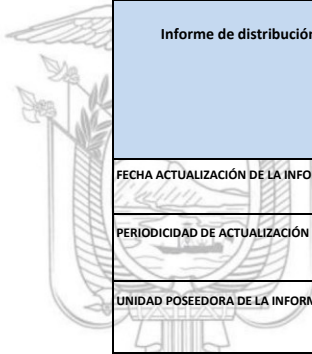 Informe de distribución
FECHA ACTUALIZACIÓN DE LA INFO
PERIODICIDAD DE ACTUALIZACIÓN
UNIDAD POSEEDORA DE LA INFORM